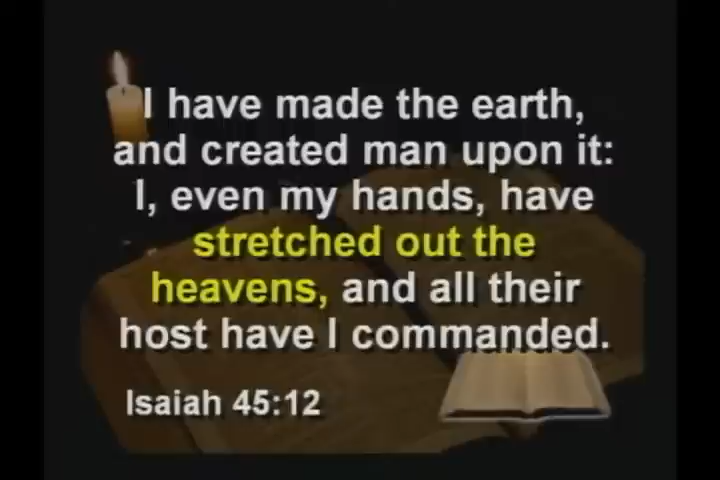 I have made the earth,
and created man upon it:
I, even my hands, have
stretched out the
heavens, and all their
host have I commanded.
Isaiah 45:12